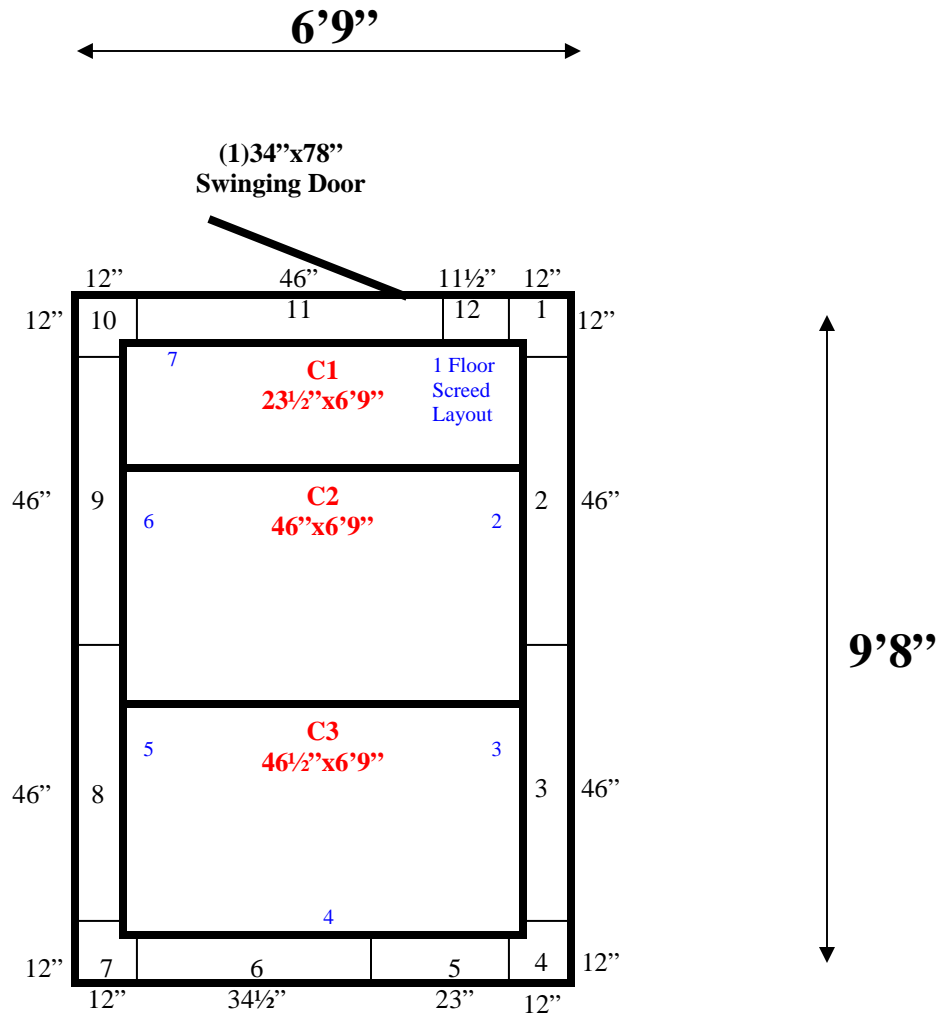 6’9”
(1)34”x78”
Swinging Door
12” 46” 11½” 12”
12” 10 11 12 1 12”
7 C1 1 Floor
23½”x6’9” Screed
Layout
46” 9 C2 2 46”
6 46”x6’9” 2
9’8”
C3
5 46½”x6’9” 3
46” 8 3 46”
4
12” 7 6 5 4 12”
12” 34½” 23” 12”